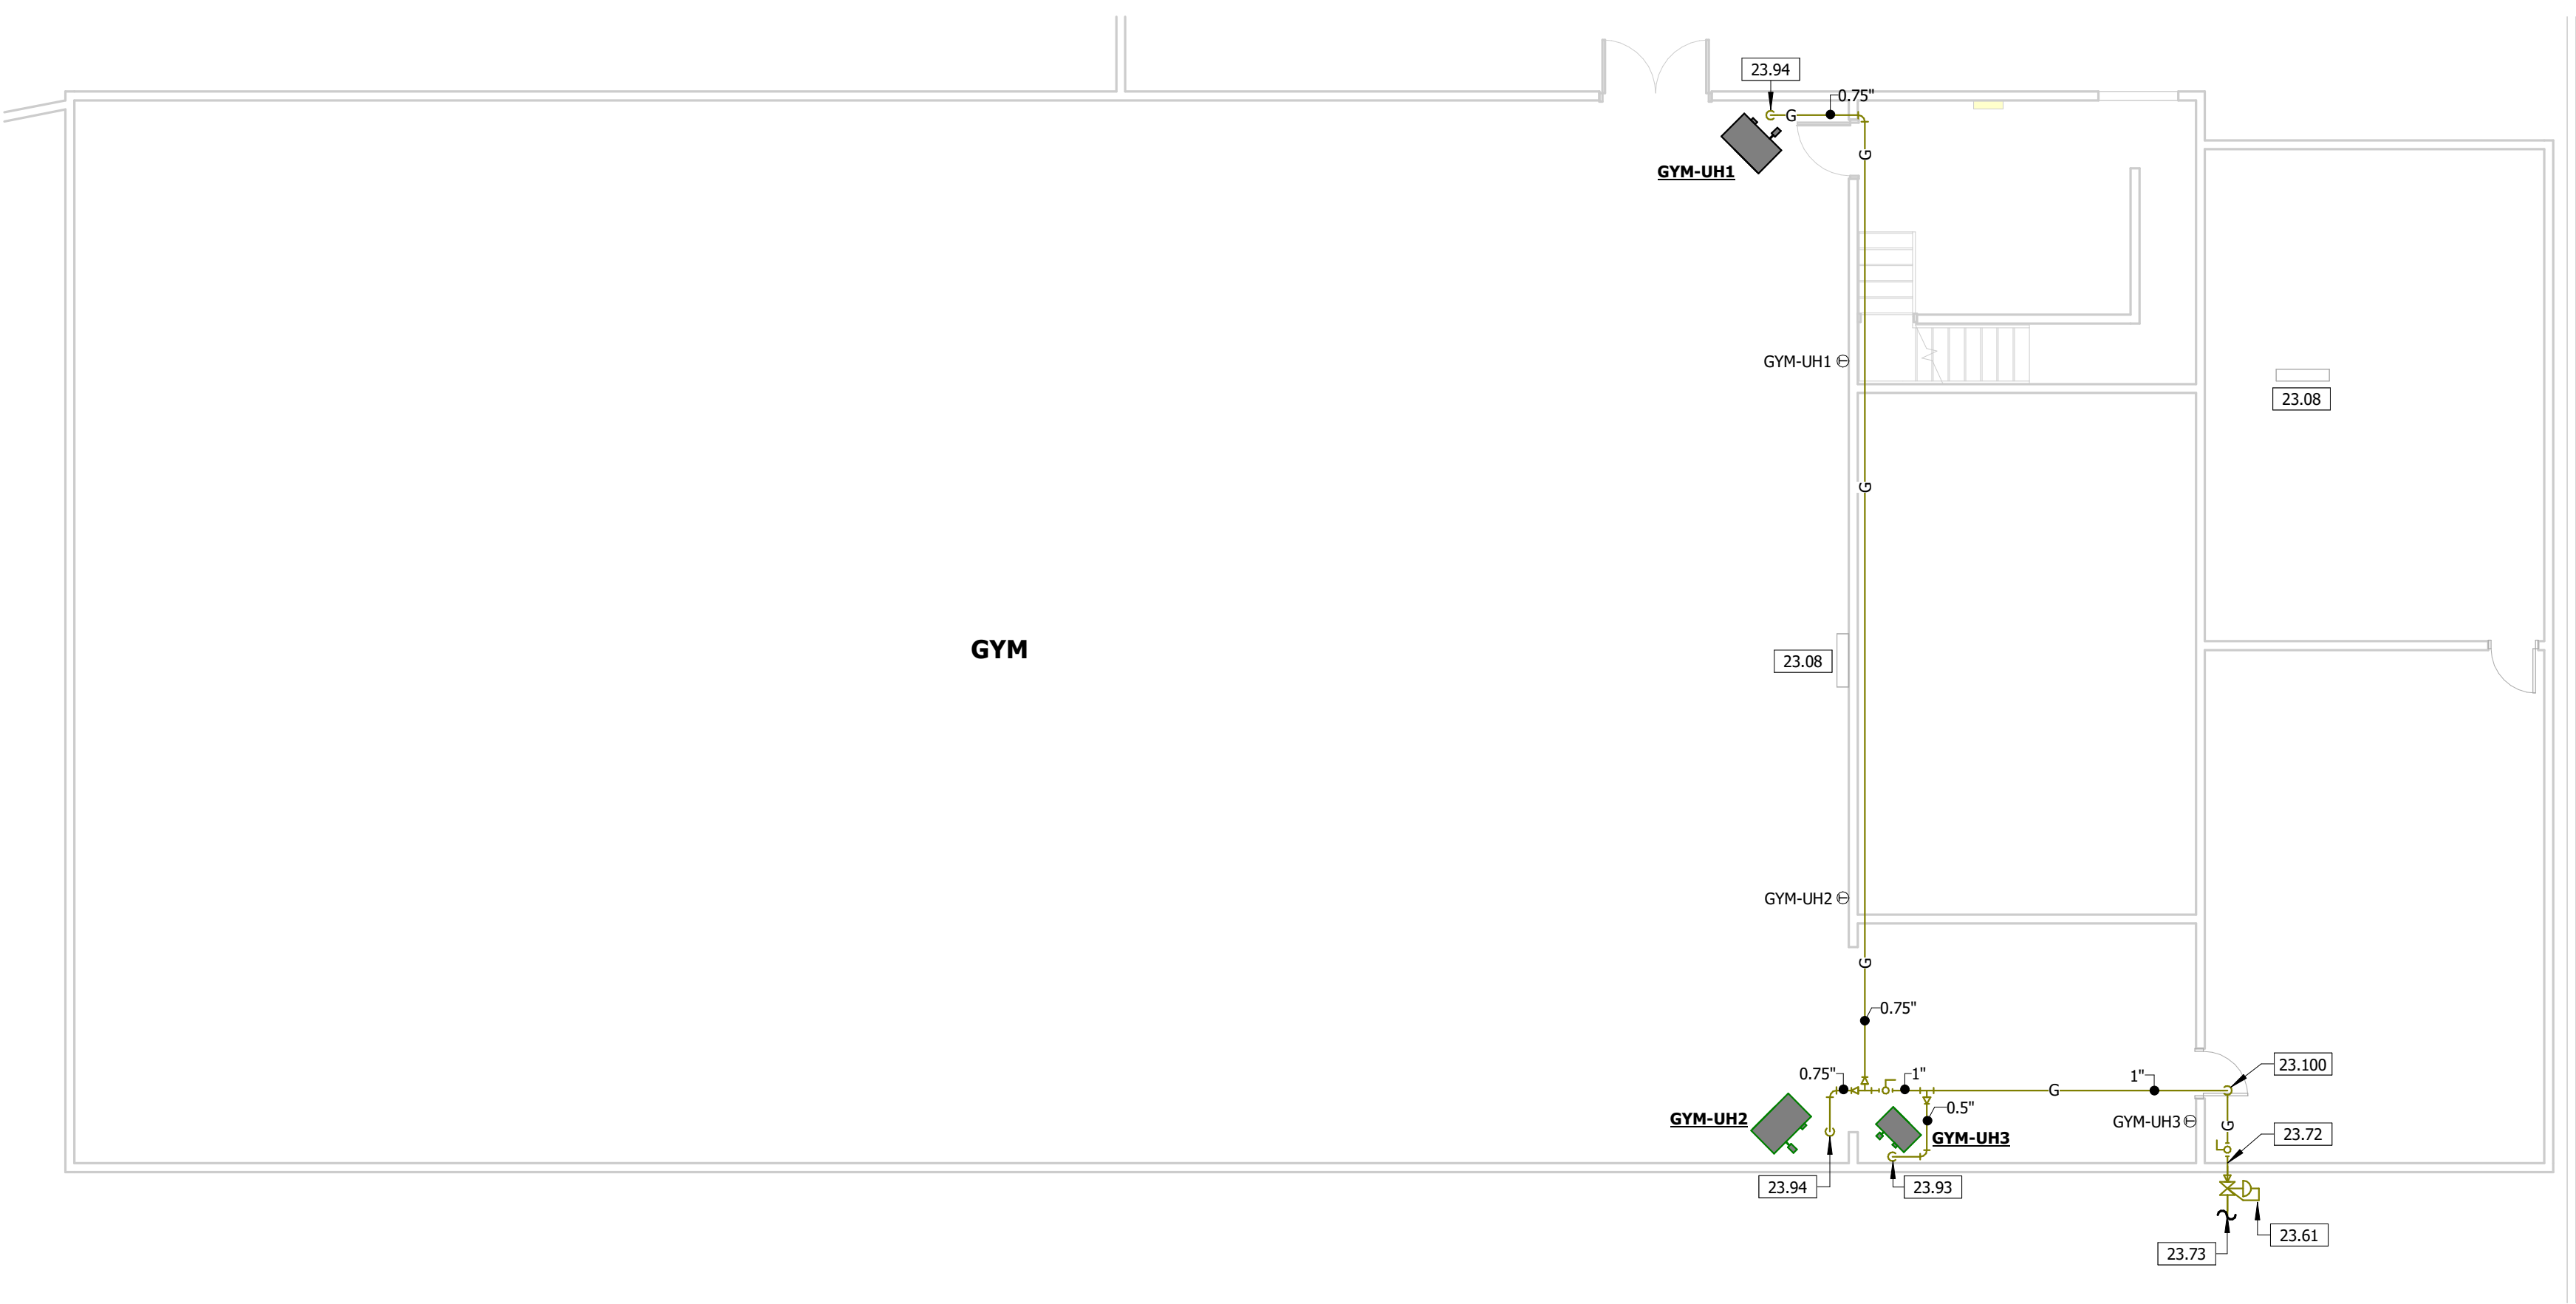 23.94
0.75"
G
G
GYM-UH1
GYM-UH1
23.08
G
GYM
23.08
GYM-UH2
G
0.75"
0.75"
1"
1"
G
23.100
0.5"
GYM-UH2
GYM-UH3
GYM-UH3
G
23.72
23.94
23.93
23.61
23.73